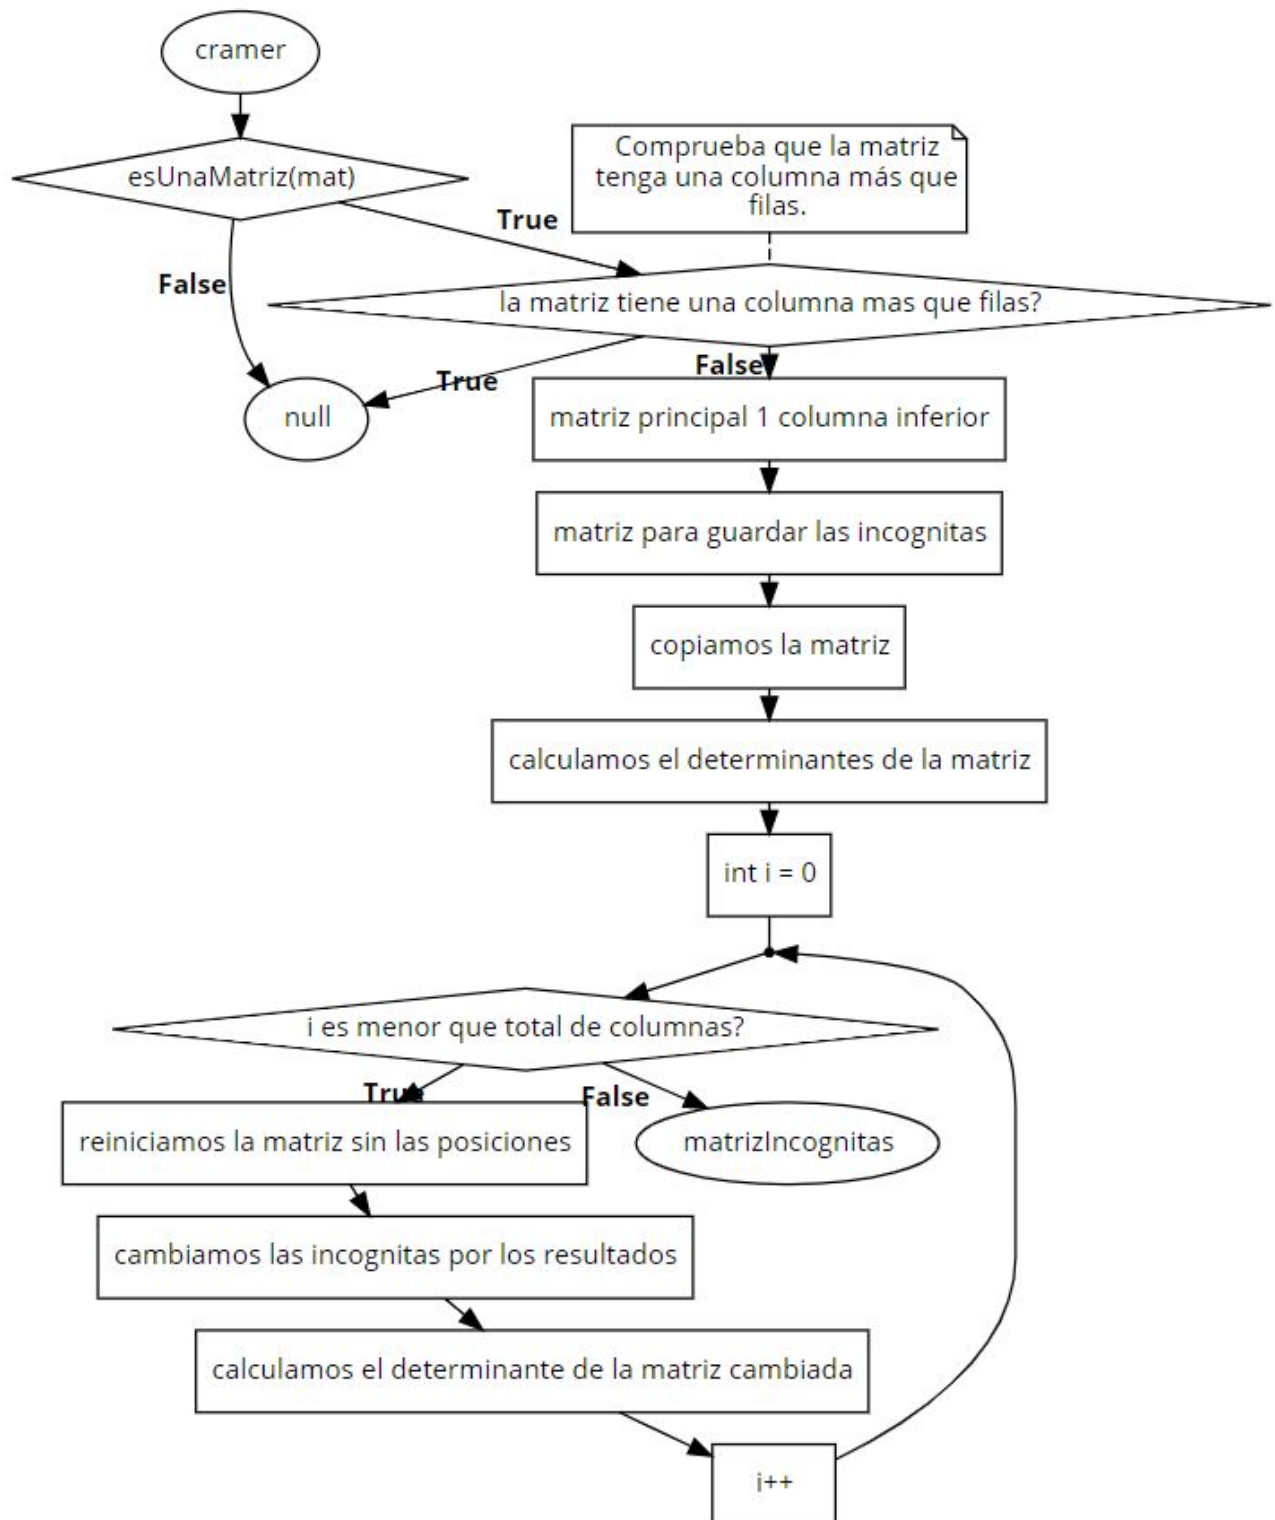 cramer
esUnaMatriz(mat)
Comprueba que la matriz
tenga una columna más que
filas.
True
False
la matriz tiene una columna mas que filas?
True
False
null
matriz principal 1 columna inferior
matriz para guardar las incognitas
copiamos la matriz
calculamos el determinantes de la matriz
int i = 0
i es menor que total de columnas?
True
False
reiniciamos la matriz sin las posiciones
matrizIncognitas
cambiamos las incognitas por los resultados
calculamos el determinante de la matriz cambiada
i++